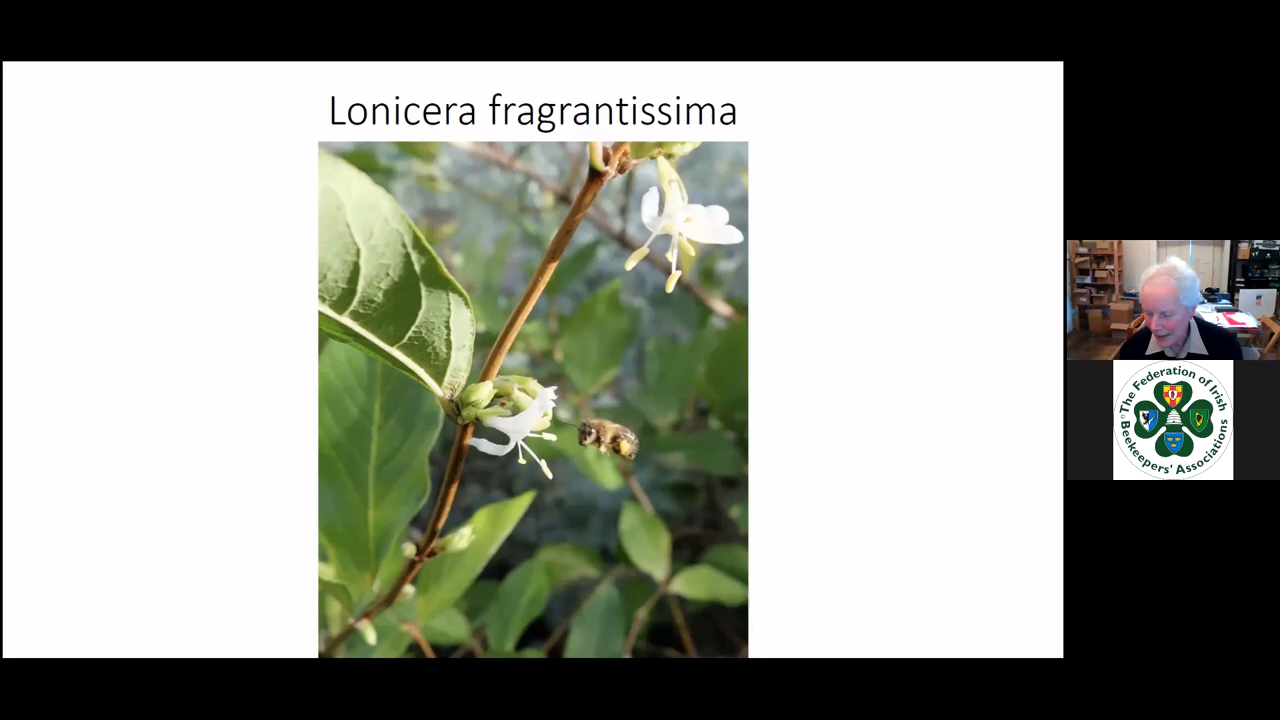 Lonicera fragrantissima
The Federation of Irish
Beekeepers' Associations